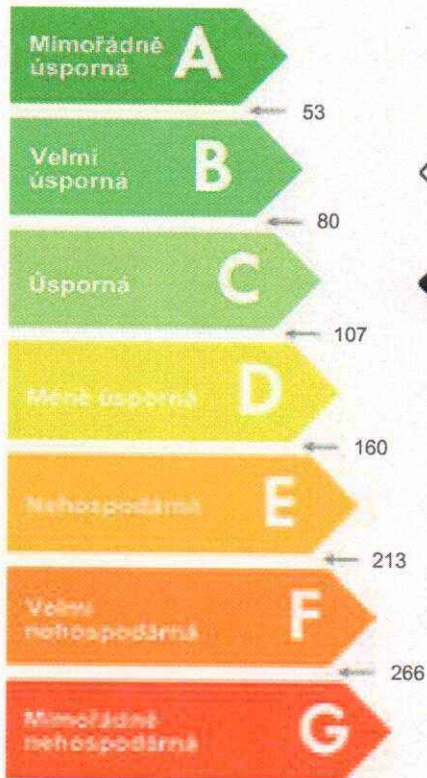 Mimořádně
úsporná A
53
Velmi
úsporná B
80
Úsporná C
107
Méně úsporná D
160
Nehospodárná E
213
Velmi
nehospodárná F
266
Mimořádně
nehospodárná G